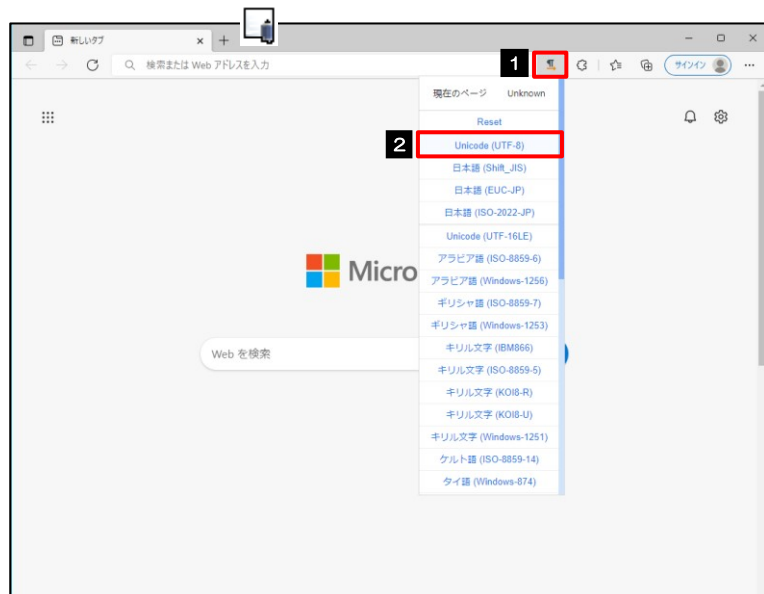 新しいタブ
検索または Web アドレスを入力
1
サインイン
現在のページ Unknown
Reset
2
Unicode (UTF-8)
日本語 (Shift_JIS)
日本語 (EUC-JP)
日本語 (ISO-2022-JP)
Unicode (UTF-16LE)
アラビア語 (ISO-8859-6)
Micro
アラビア語 (Windows-1256)
ギリシャ語 (ISO-8859-7)
ギリシャ語 (Windows-1253)
Web を検索
キリル文字 (IBM866)
キリル文字 (ISO-8859-5)
キリル文字 (KOI8-R)
キリル文字 (KOI8-U)
キリル文字 (Windows-1251)
ケルト語 (ISO-8859-14)
タイ語 (Windows-874)